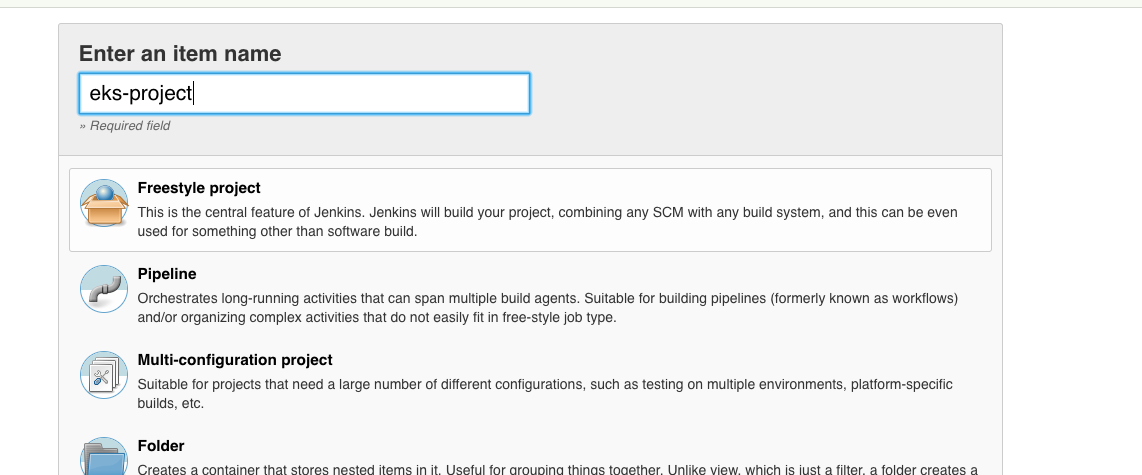 Enter an item name
eks-project
» Required field
Freestyle project
This is the central feature of Jenkins. Jenkins will build your project, combining any SCM with any build system, and this can be even
used for something other than software build.
Pipeline
Orchestrates long-running activities that can span multiple build agents. Suitable for building pipelines (formerly known as workflows)
and/or organizing complex activities that do not easily fit in free-style job type.
Multi-configuration project
Suitable for projects that need a large number of different configurations, such as testing on multiple environments, platform-specific
builds, etc.
Folder
Creates a container that stores nested items in it. Useful for grouping things together. Unlike view, which is just a filter, a folder creates a